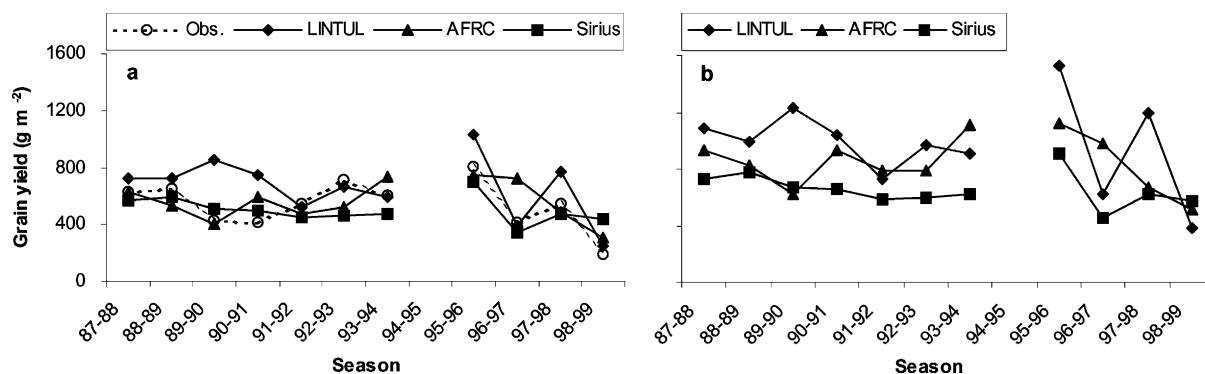 Obs. LINTUL AFRC Sirius
LINTUL AFRC Sirius
a
b
Grain yield (g m -2)
1600
1200
800
400
0
87-88 88-89 89-90 90-91 91-92 92-93 93-94 94-95 95-96 96-97 97-98 98-99
87-88 88-89 89-90 90-91 91-92 92-93 93-94 94-95 95-96 96-97 97-98 98-99
Season
Season